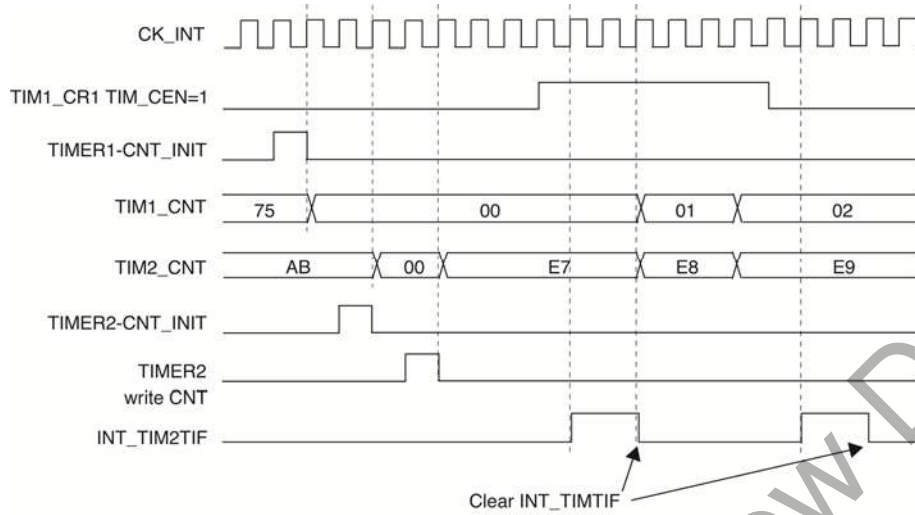 CK_INT
TIM1_CR1 TIM_CEN=1
TIMER1-CNT_INIT
TIM1_CNT 75 00 01 02
TIM2_CNT AB 00 E7 E8 E9
TIMER2-CNT_INIT
TIMER2
write CNT
INT_TIM2TIF
Clear INT_TIMTIF